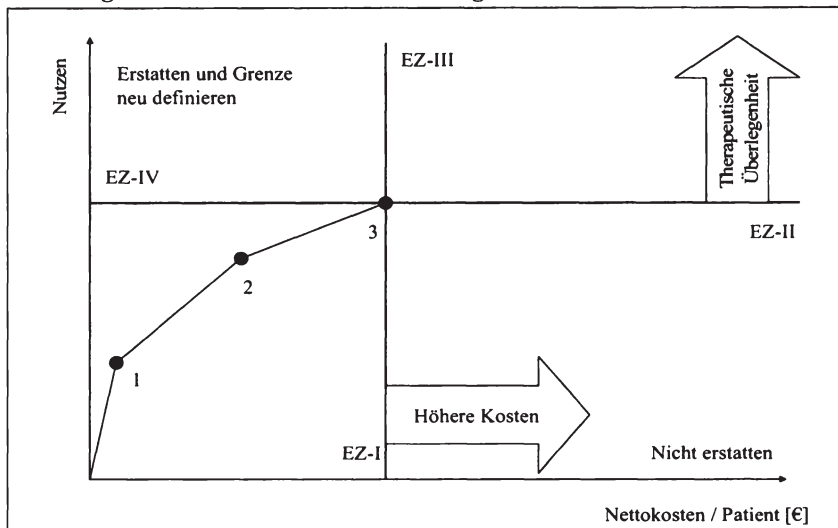 Nutzen
Erstatten und Grenze
neu definieren
EZ-III
Therapeutische
Überlegenheit
EZ-IV
EZ-II
3
2
1
Höhere Kosten
EZ-I
Nicht erstatten
Nettokosten / Patient [€]